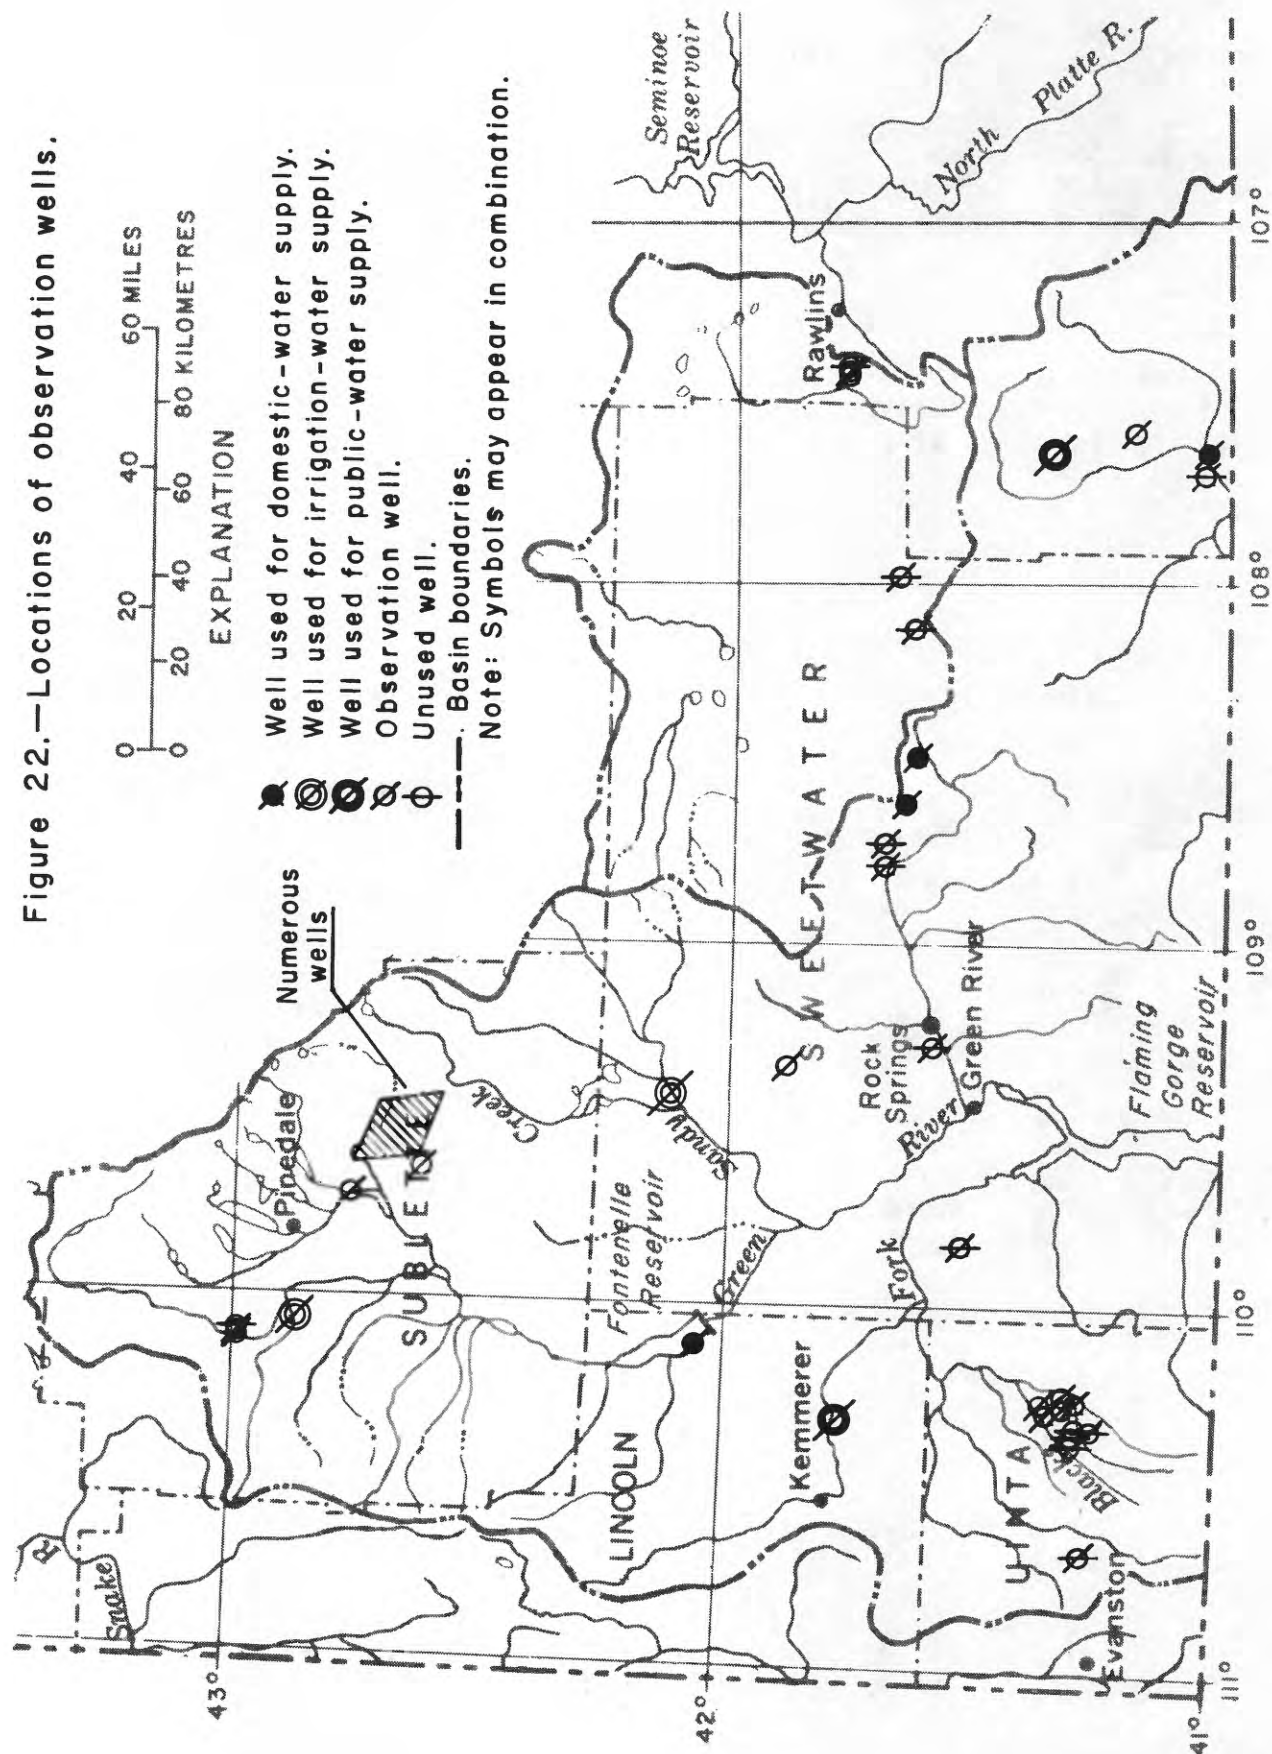 Figure 22.—Locations of observation wells.
0 20 40 60 MILES
0 20 40 60 80 KILOMETRES
EXPLANATION
Well used for domestic-water supply.
Well used for irrigation-water supply.
Well used for public-water supply.
Observation well.
Unused well.
Basin boundaries.
Note: Symbols may appear in combination.
Numerous
wells
Snake
R.
Pinedale
SUBLETTE
Creek
Sandy
Fontenelle
Reservoir
Green
River
LINCOLN
Kemmerer
Fork
UINTA
Blacks
Evanston
SWEETWATER
Rock
Springs
Green River
Flaming
Gorge
Reservoir
Rawlins
Seminoe
Reservoir
North Platte R.
43°
42°
41°
111°
110°
109°
108°
107°